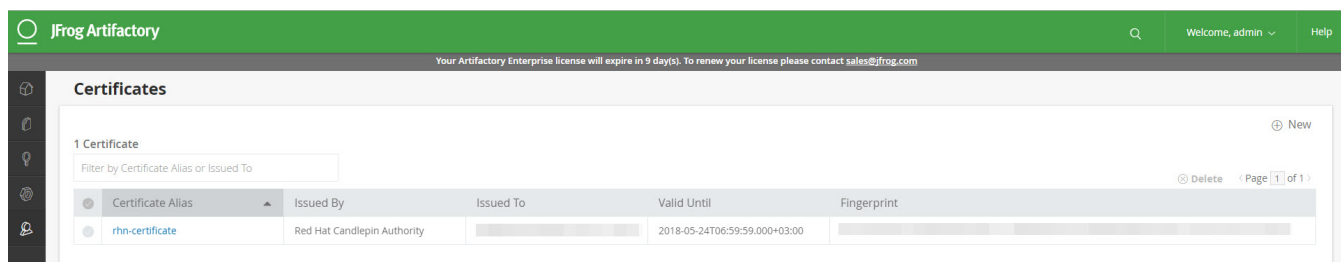 JFrog Artifactory
Welcome, admin
Help
Your Artifactory Enterprise license will expire in 9 day(s). To renew your license please contact sales@jfrog.com
Certificates
New
1 Certificate
Filter by Certificate Alias or Issued To
Delete Page 1 of 1
Certificate Alias Issued By Issued To Valid Until Fingerprint
rhn-certificate Red Hat Candlepin Authority 2018-05-24T06:59:59.000+03:00